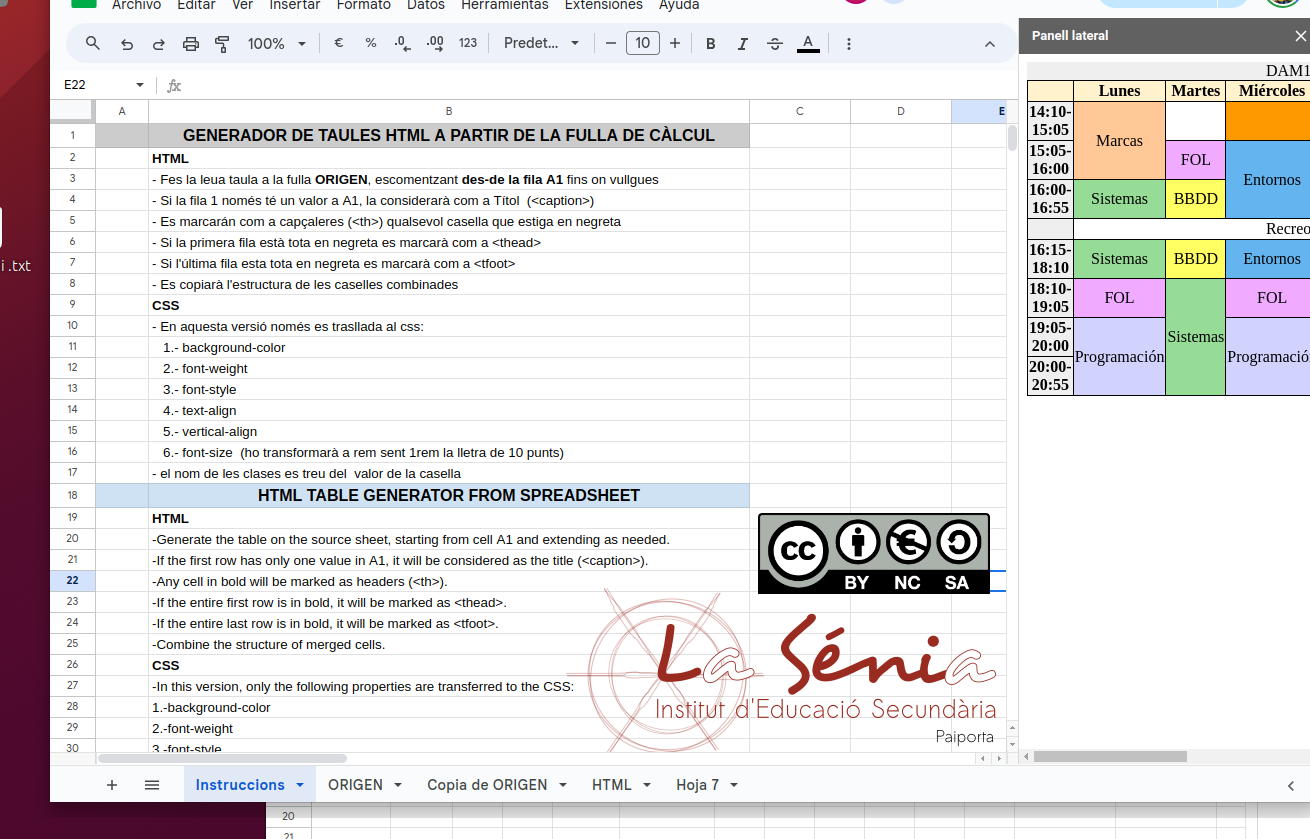 Archivo Editar Ver Insertar Formato Datos Herramientas Extensiones Ayuda
100% € % .0 .00 123 Predet... 10 B I S A
E22 fx
A B C D E
1 GENERADOR DE TAULES HTML A PARTIR DE LA FULLA DE CÀLCUL
2 HTML
3 - Fes la leua taula a la fulla ORIGEN, escomentzant des-de la fila A1 fins on vullgues
4 - Si la fila 1 només té un valor a A1, la considerarà com a Títol (<caption>)
5 - Es marcarán com a capçaleres (<th>) qualsevol casella que estiga en negreta
6 - Si la primera fila està tota en negreta es marcarà com a <thead>
7 - Si l'última fila esta tota en negreta es marcarà com a <tfoot>
8 - Es copiarà l'estructura de les caselles combinades
9 CSS
10 - En aquesta versió només es trasllada al css:
11 1.- background-color
12 2.- font-weight
13 3.- font-style
14 4.- text-align
15 5.- vertical-align
16 6.- font-size (ho transformarà a rem sent 1rem la lletra de 10 punts)
17 - el nom de les clases es treu del valor de la casella
18 HTML TABLE GENERATOR FROM SPREADSHEET
19 HTML
20 -Generate the table on the source sheet, starting from cell A1 and extending as needed.
21 -If the first row has only one value in A1, it will be considered as the title (<caption>).
22 -Any cell in bold will be marked as headers (<th>).
23 -If the entire first row is in bold, it will be marked as <thead>.
24 -If the entire last row is in bold, it will be marked as <tfoot>.
25 -Combine the structure of merged cells.
26 CSS
27 -In this version, only the following properties are transferred to the CSS:
28 1.-background-color
29 2.-font-weight
30 3.-font-style
CC
BY NC SA
La Sénia
Institut d'Educació Secundària
Paiporta
Instruccions ORIGEN Copia de ORIGEN HTML Hoja 7
Panell lateral
DAM1
Lunes Martes Miércoles
14:10-
15:05
Marcas
15:05-
16:00
FOL Entornos
16:00-
16:55
Sistemas BBDD
Recreo
16:15-
18:10
Sistemas BBDD Entornos
18:10-
19:05
FOL Sistemas FOL
19:05-
20:00
Programación Programació
20:00-
20:55
i .txt
20
21